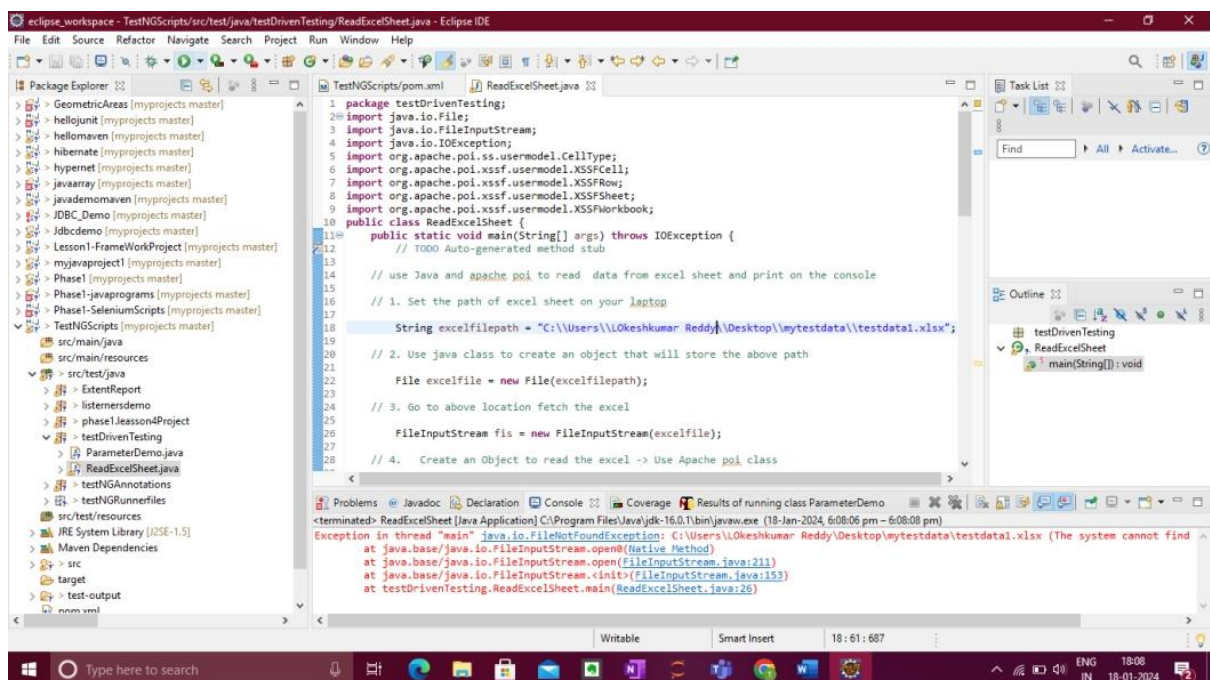 eclipse_workspace - TestNGScripts/src/test/java/testDrivenTesting/ReadExcelSheet.java - Eclipse IDE
File Edit Source Refactor Navigate Search Project Run Window Help
Package Explorer
> GeometricAreas [myprojects master]
> hellojunit [myprojects master]
> hellomaven [myprojects master]
> hibernate [myprojects master]
> hypernet [myprojects master]
> javaarray [myprojects master]
> javademomaven [myprojects master]
> JDBC_Demo [myprojects master]
> Jdbcdemo [myprojects master]
> Lesson1-FrameWorkProject [myprojects master]
> myjavaproject1 [myprojects master]
> Phase1 [myprojects master]
> Phase1-javaprograms [myprojects master]
> Phase1-SeleniumScripts [myprojects master]
> TestNGScripts [myprojects master]
src/main/java
src/main/resources
> src/test/java
> ExtentReport
> listernersdemo
> phase1.leasson4Project
> testDrivenTesting
ParameterDemo.java
ReadExcelSheet.java
> testNGAnnotations
> testNGRunnerfiles
src/test/resources
JRE System Library [J2SE-1.5]
Maven Dependencies
> src
target
> test-output
pom.xml
TestNGScripts/pom.xml ReadExcelSheet.java
1 package testDrivenTesting;
2 import java.io.File;
3 import java.io.FileInputStream;
4 import java.io.IOException;
5 import org.apache.poi.ss.usermodel.CellType;
6 import org.apache.poi.xssf.usermodel.XSSFCell;
7 import org.apache.poi.xssf.usermodel.XSSFRow;
8 import org.apache.poi.xssf.usermodel.XSSFSheet;
9 import org.apache.poi.xssf.usermodel.XSSFWorkbook;
10 public class ReadExcelSheet {
11 public static void main(String[] args) throws IOException {
12 // TODO Auto-generated method stub
13
14 // use Java and apache poi to read data from excel sheet and print on the console
15
16 // 1. Set the path of excel sheet on your laptop
17
18 String excelfilepath = "C:\\Users\\LOkeshkumar Reddy\\Desktop\\mytestdata\\testdata1.xlsx";
19
20 // 2. Use java class to create an object that will store the above path
21
22 File excelfile = new File(excelfilepath);
23
24 // 3. Go to above location fetch the excel
25
26 FileInputStream fis = new FileInputStream(excelfile);
27
28 // 4. Create an Object to read the excel -> Use Apache poi class
Task List
Find All Activate...
Outline
testDrivenTesting
ReadExcelSheet
main(String[]) : void
Problems Javadoc Declaration Console Coverage Results of running class ParameterDemo
<terminated> ReadExcelSheet [Java Application] C:\Program Files\Java\jdk-16.0.1\bin\javaw.exe (18-Jan-2024, 6:08:06 pm – 6:08:08 pm)
Exception in thread "main" java.io.FileNotFoundException: C:\Users\LOkeshkumar Reddy\Desktop\mytestdata\testdata1.xlsx (The system cannot find
at java.base/java.io.FileInputStream.open0(Native Method)
at java.base/java.io.FileInputStream.open(FileInputStream.java:211)
at java.base/java.io.FileInputStream.<init>(FileInputStream.java:153)
at testDrivenTesting.ReadExcelSheet.main(ReadExcelSheet.java:26)
Writable Smart Insert 18 : 61 : 687
Type here to search
ENG
IN
18:08
18-01-2024